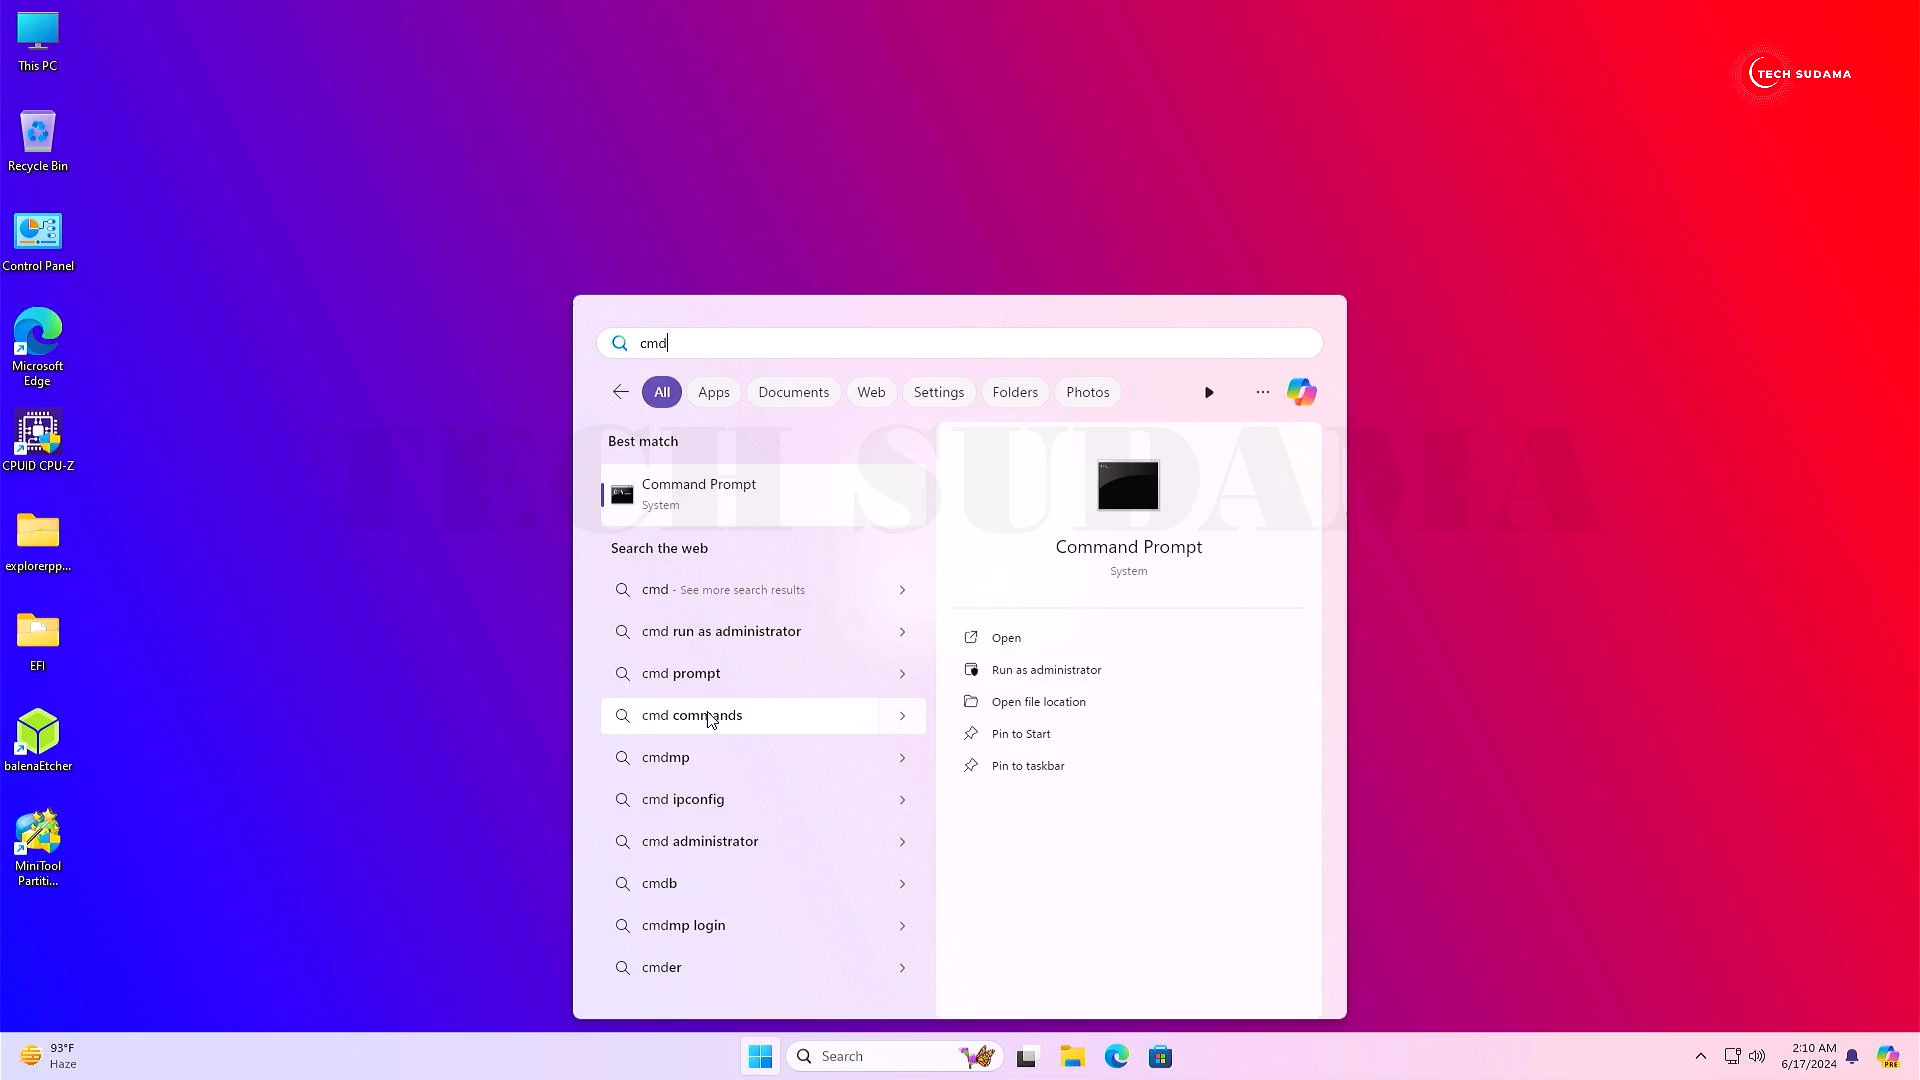 This PC
Recycle Bin
Control Panel
Microsoft
Edge
CPUID CPU-Z
explorerpp...
EFI
balenaEtcher
MiniTool
Partiti...
TECH SUDAMA
cmd
All
Apps
Documents
Web
Settings
Folders
Photos
TECH SUDAMA
Best match
Command Prompt
System
Search the web
cmd - See more search results
cmd run as administrator
cmd prompt
cmd commands
cmdmp
cmd ipconfig
cmd administrator
cmdb
cmdmp login
cmder
Command Prompt
System
Open
Run as administrator
Open file location
Pin to Start
Pin to taskbar
93°F
Haze
Search
2:10 AM
6/17/2024
PRE